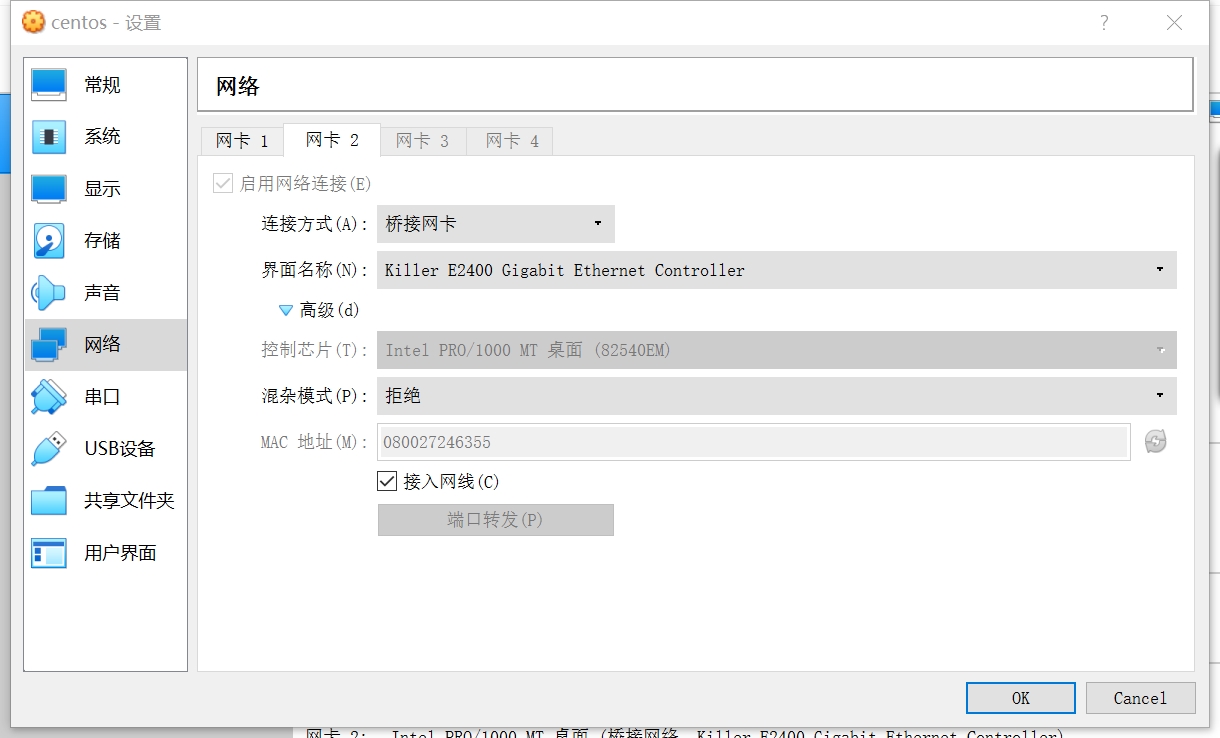 centos - 设置
?
常规
系统
显示
存储
声音
网络
串口
USB设备
共享文件夹
用户界面
网络
网卡 1
网卡 2
网卡 3
网卡 4
启用网络连接(E)
连接方式(A): 桥接网卡
界面名称(N): Killer E2400 Gigabit Ethernet Controller
高级(d)
控制芯片(T): Intel PRO/1000 MT 桌面 (82540EM)
混杂模式(P): 拒绝
MAC 地址(M): 080027246355
接入网线(C)
端口转发(P)
OK
Cancel
网卡 2: Intel PRO/1000 MT 桌面 (桥接网络, Killer E2400 Gigabit Ethernet Controller)